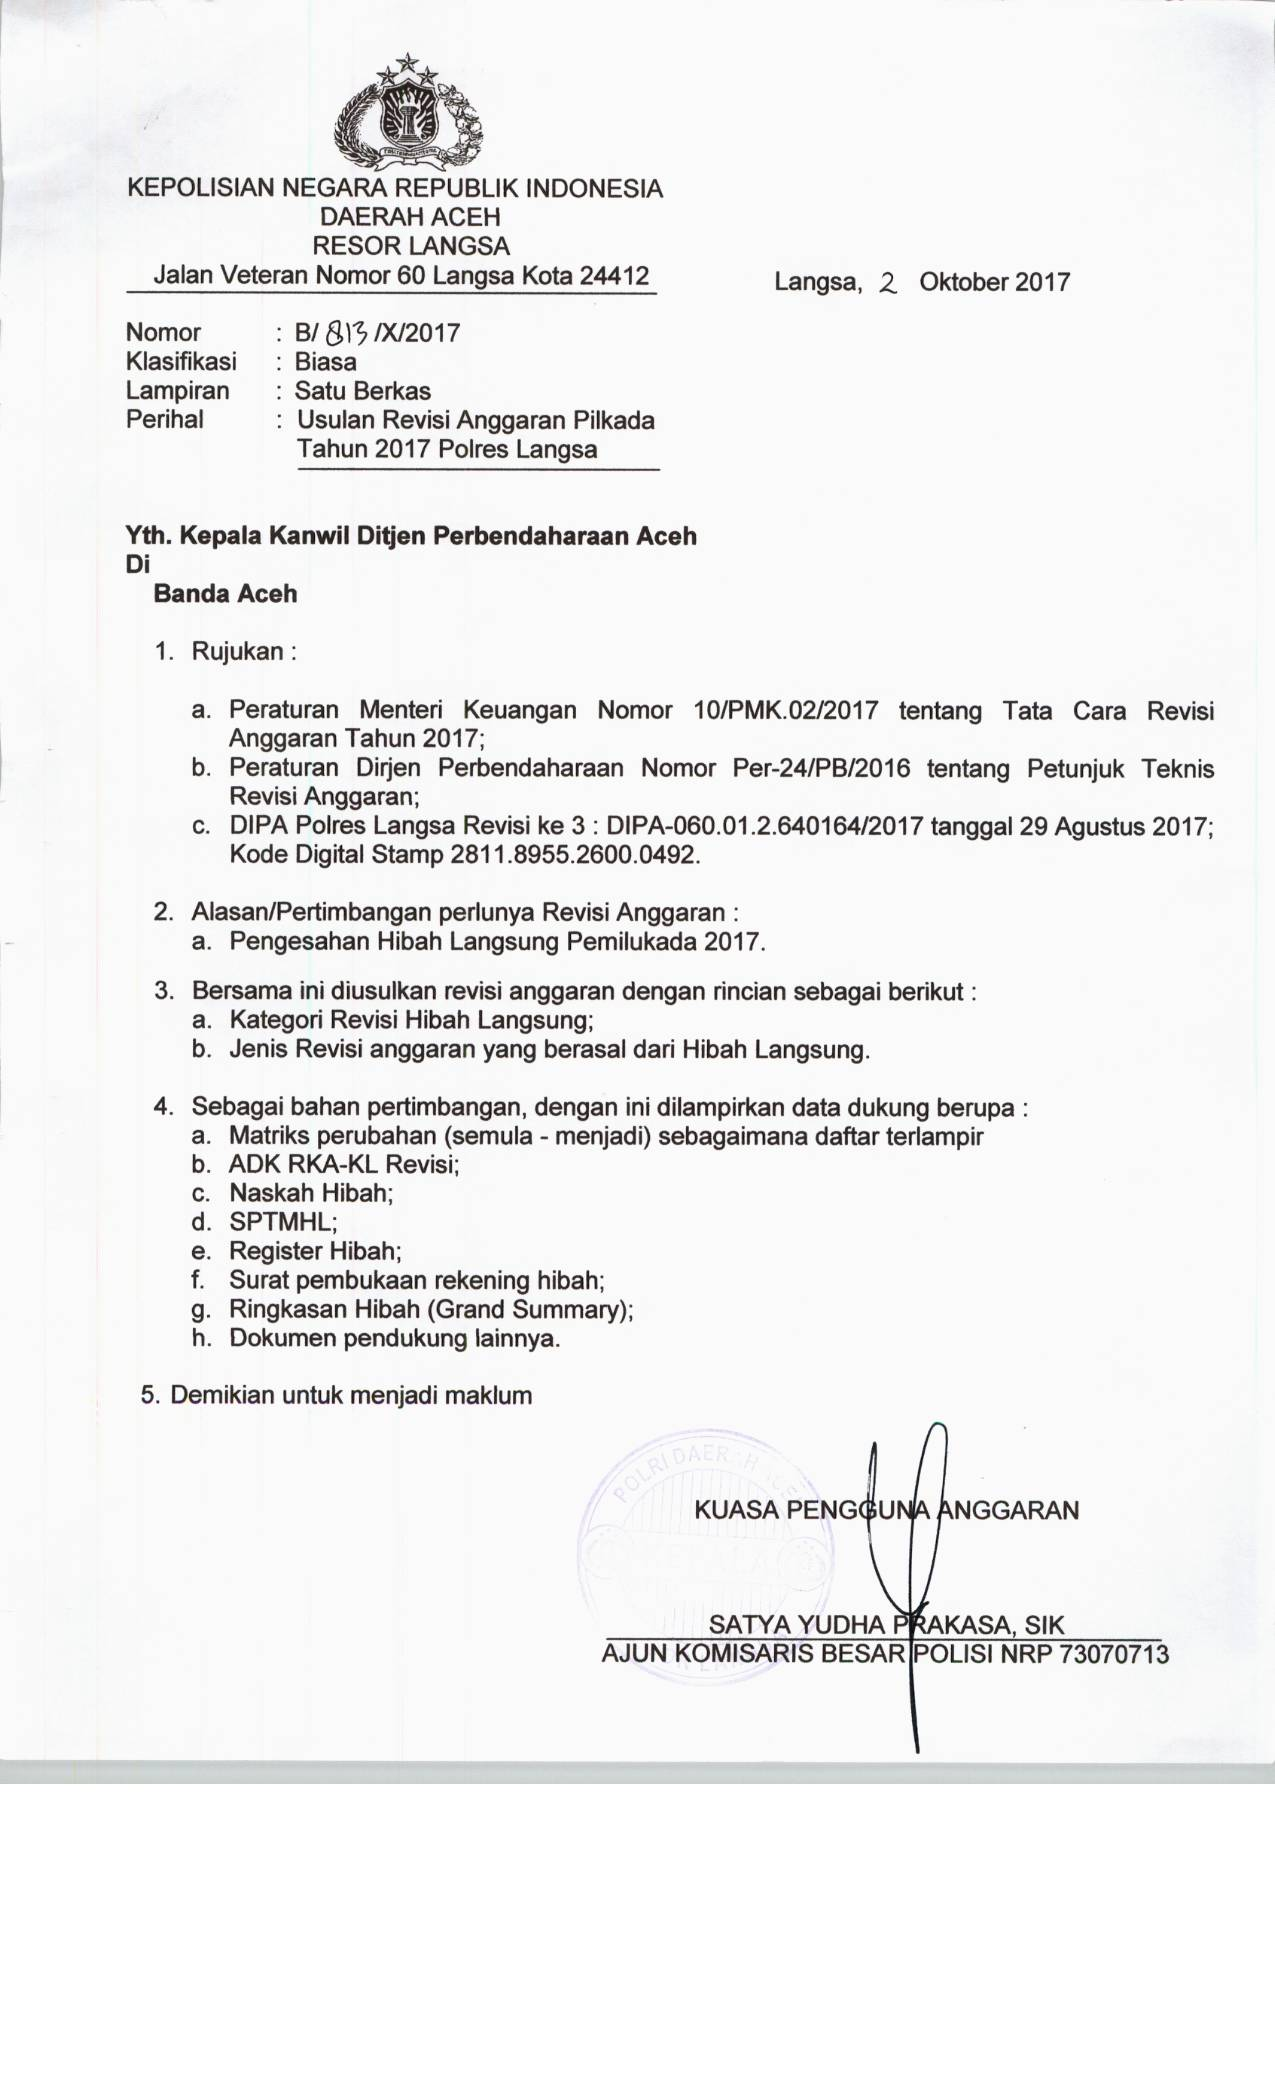 KEPOLISIAN NEGARA REPUBLIK INDONESIA
DAERAH ACEH
RESOR LANGSA
Jalan Veteran Nomor 60 Langsa Kota 24412
Langsa, 2 Oktober 2017
Nomor : B/ 813 /X/2017
Klasifikasi : Biasa
Lampiran : Satu Berkas
Perihal : Usulan Revisi Anggaran Pilkada
Tahun 2017 Polres Langsa
Yth. Kepala Kanwil Ditjen Perbendaharaan Aceh
Di
Banda Aceh
1. Rujukan :
a. Peraturan Menteri Keuangan Nomor 10/PMK.02/2017 tentang Tata Cara Revisi
Anggaran Tahun 2017;
b. Peraturan Dirjen Perbendaharaan Nomor Per-24/PB/2016 tentang Petunjuk Teknis
Revisi Anggaran;
c. DIPA Polres Langsa Revisi ke 3 : DIPA-060.01.2.640164/2017 tanggal 29 Agustus 2017;
Kode Digital Stamp 2811.8955.2600.0492.
2. Alasan/Pertimbangan perlunya Revisi Anggaran :
a. Pengesahan Hibah Langsung Pemilukada 2017.
3. Bersama ini diusulkan revisi anggaran dengan rincian sebagai berikut :
a. Kategori Revisi Hibah Langsung;
b. Jenis Revisi anggaran yang berasal dari Hibah Langsung.
4. Sebagai bahan pertimbangan, dengan ini dilampirkan data dukung berupa :
a. Matriks perubahan (semula - menjadi) sebagaimana daftar terlampir
b. ADK RKA-KL Revisi;
c. Naskah Hibah;
d. SPTMHL;
e. Register Hibah;
f. Surat pembukaan rekening hibah;
g. Ringkasan Hibah (Grand Summary);
h. Dokumen pendukung lainnya.
5. Demikian untuk menjadi maklum
POLRI DAERAH ACEH
KUASA PENGGUNA ANGGARAN
KEPALA
SATYA YUDHA PRAKASA, SIK
AJUN KOMISARIS BESAR POLISI NRP 73070713